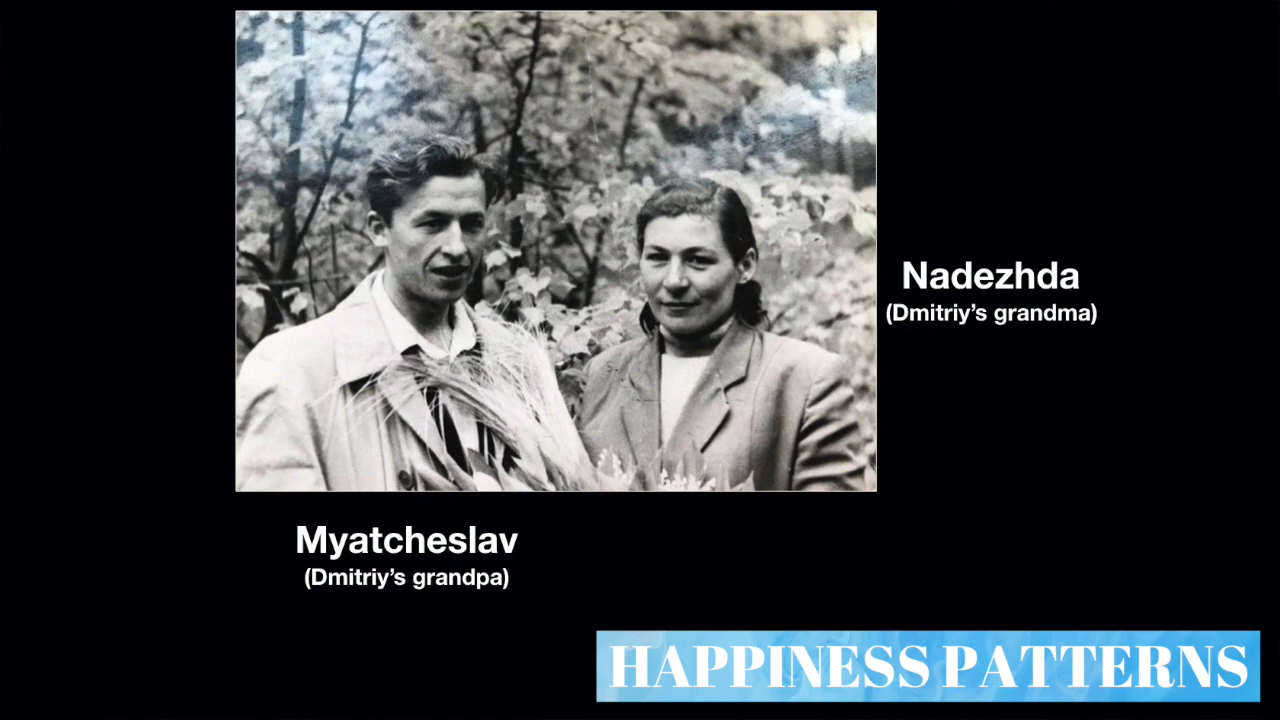 Nadezhda
(Dmitriy's grandma)
Myatcheslav
(Dmitriy's grandpa)
HAPPINESS PATTERNS